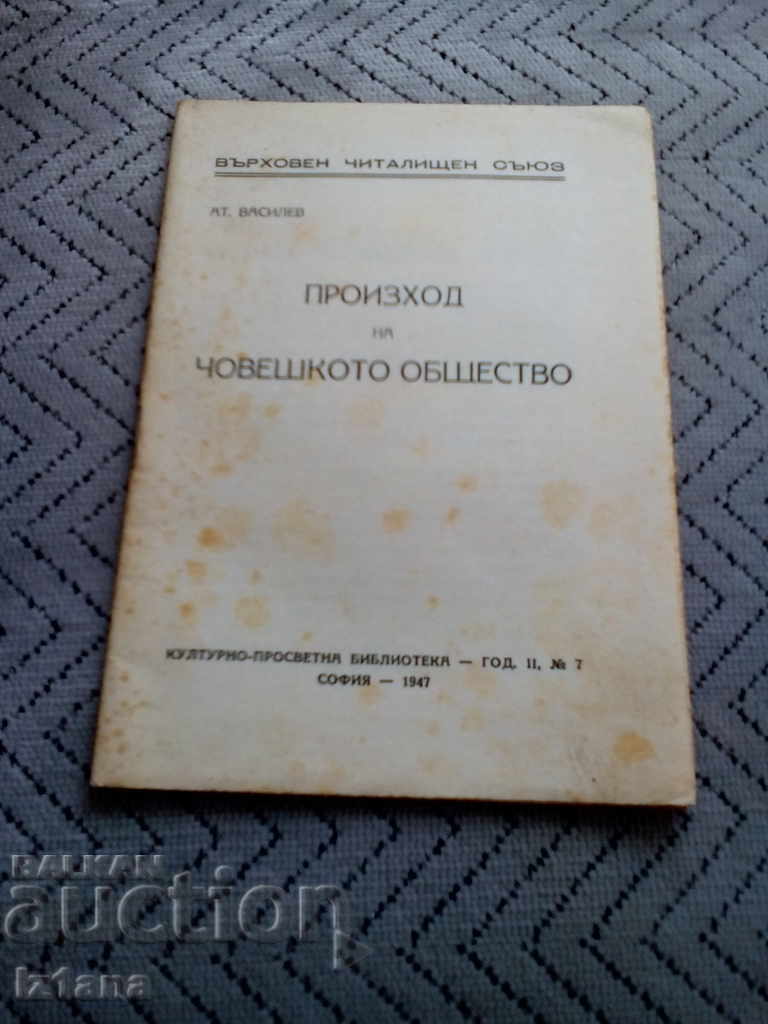 ВЪРХОВЕН ЧИТАЛИЩЕН СЪЮЗ
АТ. ВАСИЛЕВ
ПРОИЗХОД
НА
ЧОВЕШКОТО ОБЩЕСТВО
КУЛТУРНО-ПРОСВЕТНА БИБЛИОТЕКА — ГОД. II, № 7
СОФИЯ — 1947
BALKAN
auction
Iz1ana